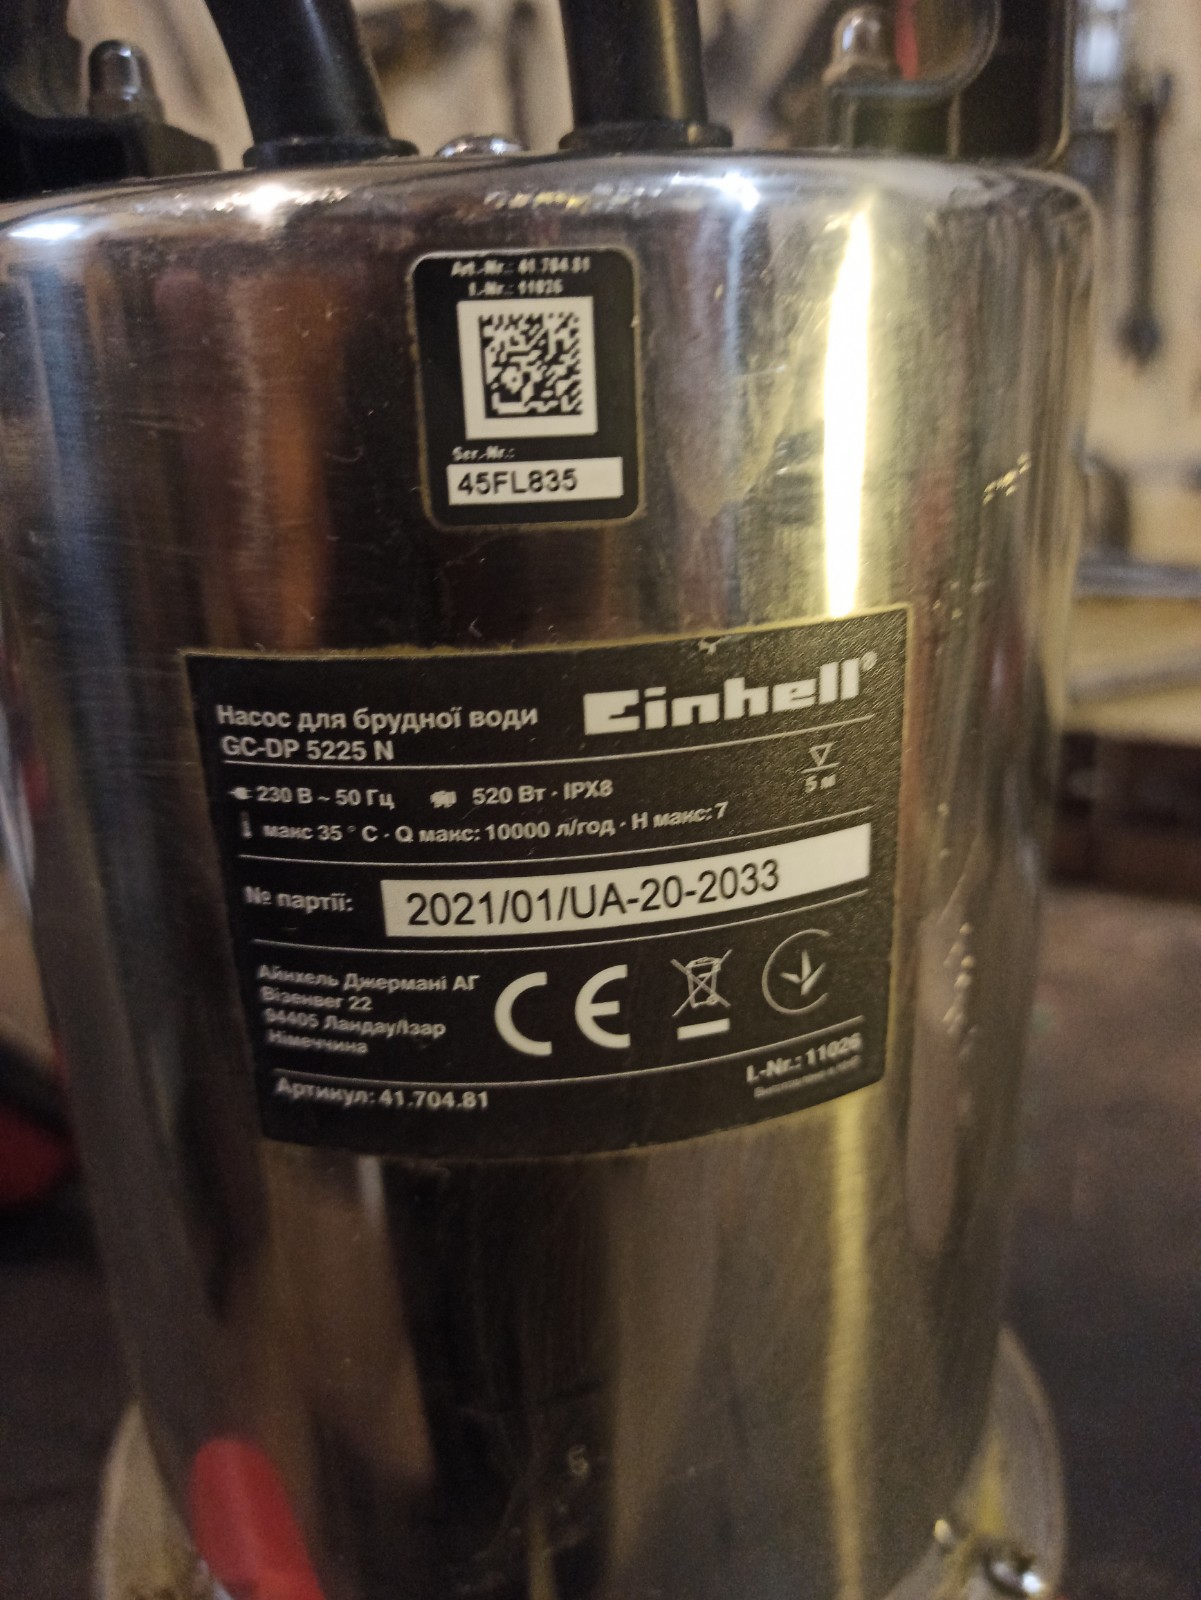 Art.-Nr.: 41.704.81
I.-Nr.: 11026
Ser.-Nr.:
45FL835
Einhell®
Насос для брудної води
GC-DP 5225 N
230 В ~ 50 Гц 520 Вт · IPX8
5 м
макс 35 ° C · Q макс: 10000 л/год · Н макс: 7
№ партії: 2021/01/UA-20-2033
Айнхель Джермані АГ
Візенвег 22
94405 Ландау/Ізар
Німеччина
CE
I.-Nr.: 11026
Артикул: 41.704.81